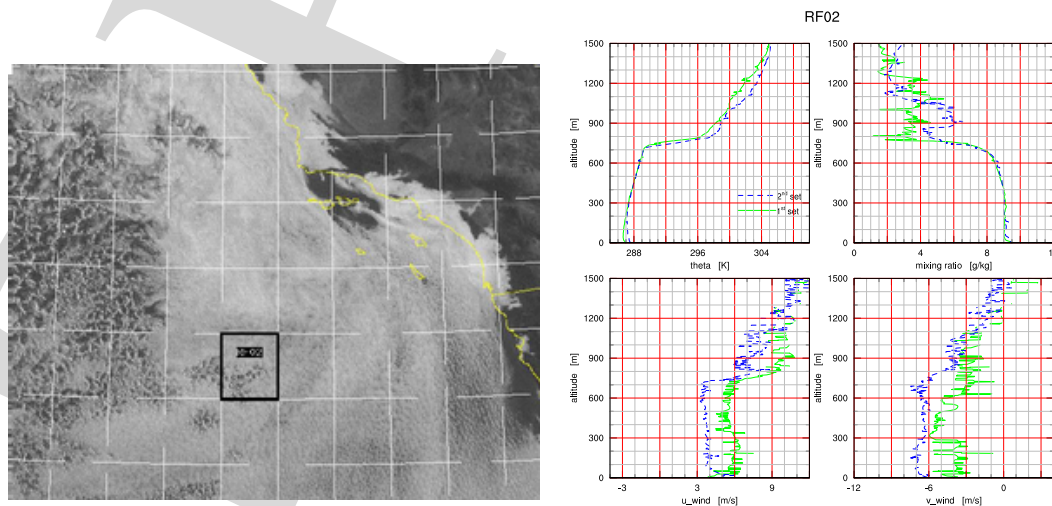 RF02
1500
1200
900
600
300
0
altitude [m]
288 296 304
theta [K]
2nd set
1st set
1500
1200
900
600
300
0
altitude [m]
0 4 8 12
mixing ratio [g/kg]
1500
1200
900
600
300
0
altitude [m]
-3 3 9
u_wind [m/s]
1500
1200
900
600
300
0
altitude [m]
-12 -6 0
v_wind [m/s]